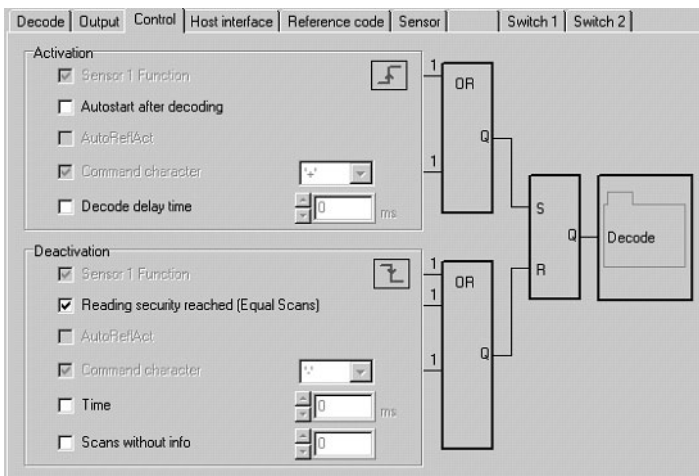 Decode Output Control Host interface Reference code Sensor Switch 1 Switch 2
Activation
Sensor 1 Function
Autostart after decoding
AutoReflAct
Command character '+'
Decode delay time 0 ms
1
1
OR
Q
Deactivation
Sensor 1 Function
Reading security reached (Equal Scans)
AutoReflAct
Command character '-'
Time 0 ms
Scans without info 0
1
1
1
OR
Q
S
R
Q
Decode